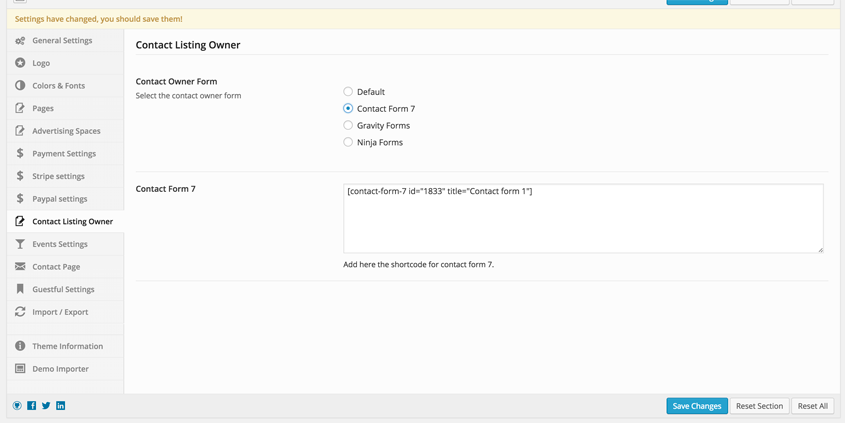 Settings have changed, you should save them!
General Settings
Logo
Colors & Fonts
Pages
Advertising Spaces
Payment Settings
Stripe settings
Paypal settings
Contact Listing Owner
Events Settings
Contact Page
Guestful Settings
Import / Export
Theme Information
Demo Importer
Contact Listing Owner
Contact Owner Form
Select the contact owner form
Default
Contact Form 7
Gravity Forms
Ninja Forms
Contact Form 7
[contact-form-7 id="1833" title="Contact form 1"]
Add here the shortcode for contact form 7.
Save Changes
Reset Section
Reset All